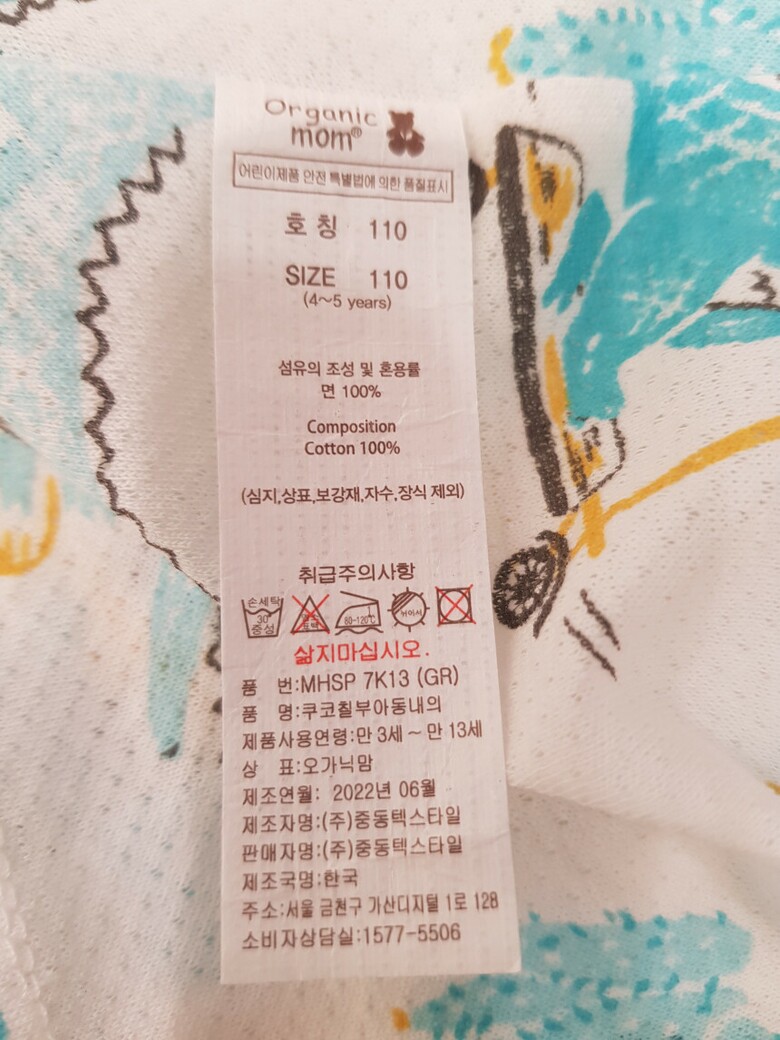 Organic
mom®
어린이제품 안전 특별법에 의한 품질표시
호 칭 110
SIZE 110
(4~5 years)
섬유의 조성 및 혼용률
면 100%
Composition
Cotton 100%
(심지,상표,보강재,자수,장식 제외)
취급주의사항
손세탁
30°
중성
80~120℃
뉘어서
삶지마십시오.
품 번:MHSP 7K13 (GR)
품 명:쿠코칠부아동내의
제품사용연령:만 3세~만 13세
상 표:오가닉맘
제조연월: 2022년 06월
제조자명:(주)중동텍스타일
판매자명:(주)중동텍스타일
제조국명:한국
주소:서울 금천구 가산디지털 1로 128
소비자상담실:1577-5506